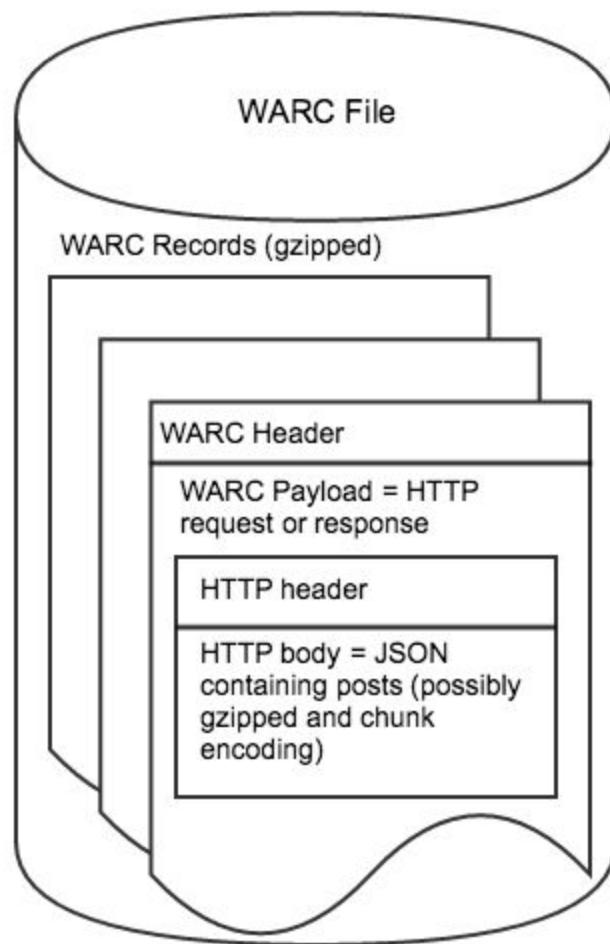 WARC File
WARC Records (gzipped)
WARC Header
WARC Payload = HTTP
request or response
HTTP header
HTTP body = JSON
containing posts (possibly
gzipped and chunk
encoding)